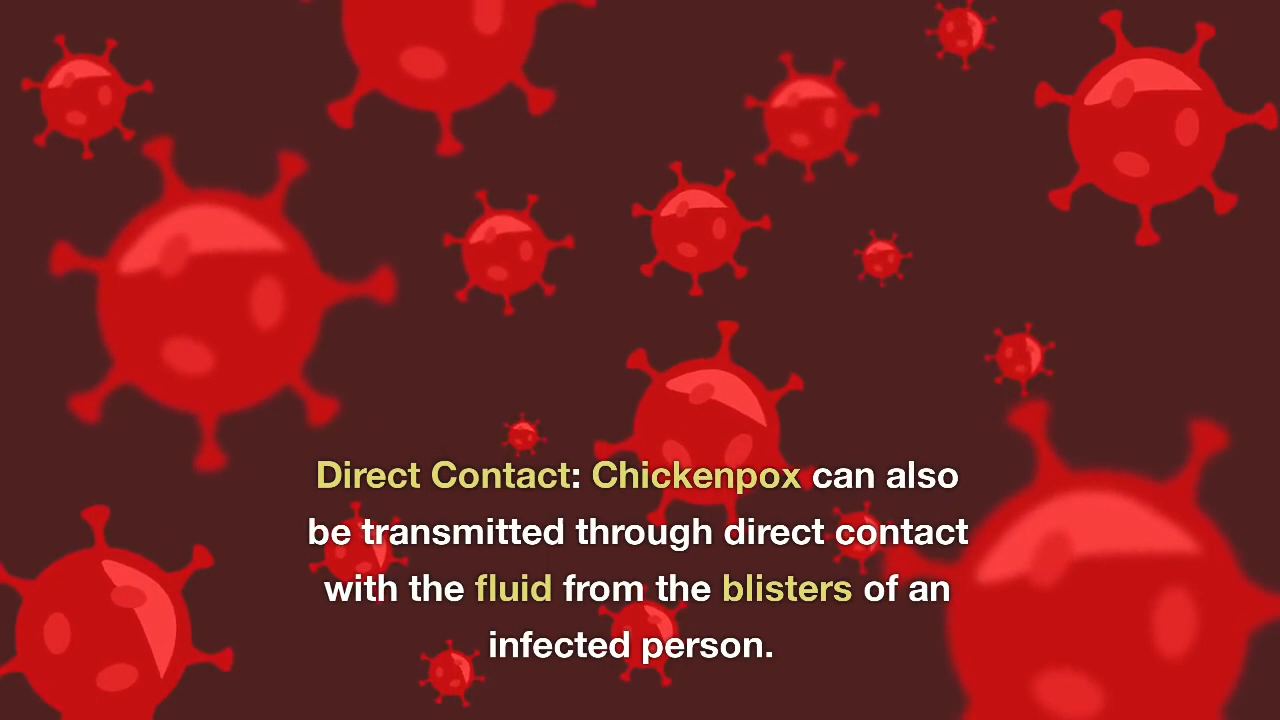 Direct Contact: Chickenpox can also
be transmitted through direct contact
with the fluid from the blisters of an
infected person.